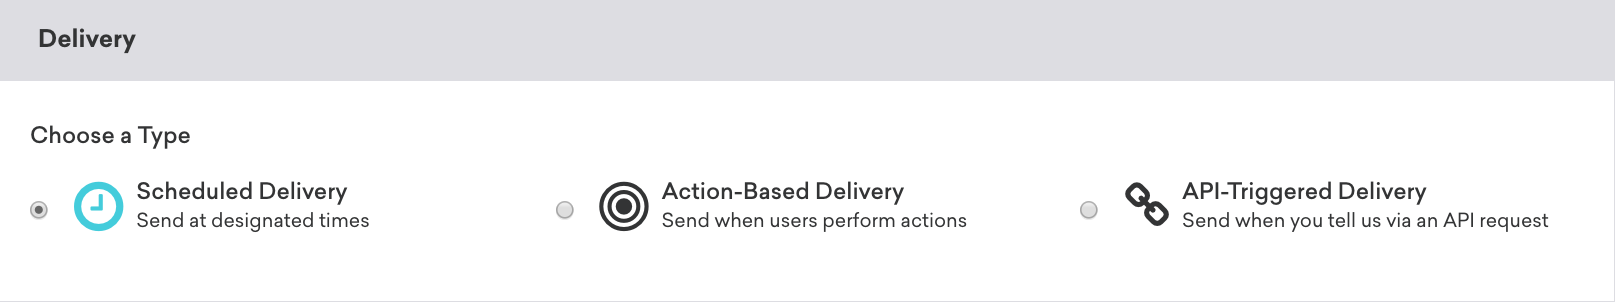 Delivery
Choose a Type
Scheduled Delivery
Send at designated times
Action-Based Delivery
Send when users perform actions
API-Triggered Delivery
Send when you tell us via an API request